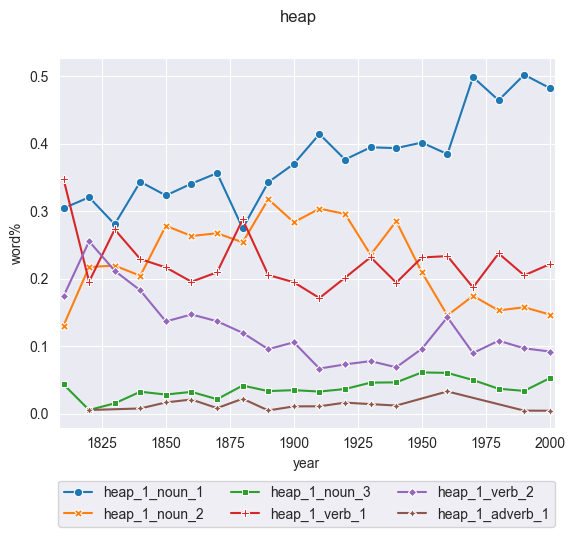 heap
0.5
0.4
0.3
0.2
0.1
0.0
word%
1825 1850 1875 1900 1925 1950 1975 2000
year
heap_1_noun_1 heap_1_noun_3 heap_1_verb_2
heap_1_noun_2 heap_1_verb_1 heap_1_adverb_1